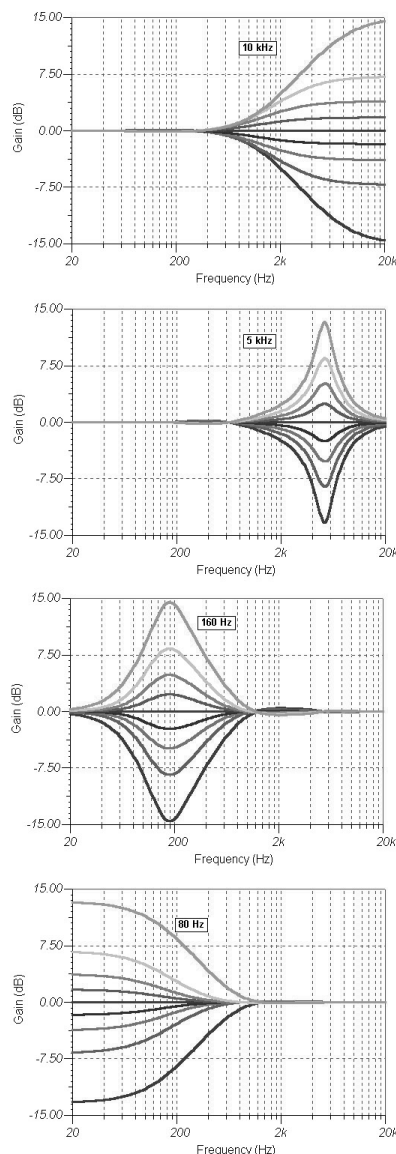 15.00
10 kHz
7.50
Gain (dB)
0.00
-7.50
-15.00
20 200 2k 20k
Frequency (Hz)
15.00
5 kHz
7.50
Gain (dB)
0.00
-7.50
-15.00
20 200 2k 20k
Frequency (Hz)
15.00
160 Hz
7.50
Gain (dB)
0.00
-7.50
-15.00
20 200 2k 20k
Frequency (Hz)
15.00
80 Hz
7.50
Gain (dB)
0.00
-7.50
-15.00
20 200 2k 20k
Frequency (Hz)